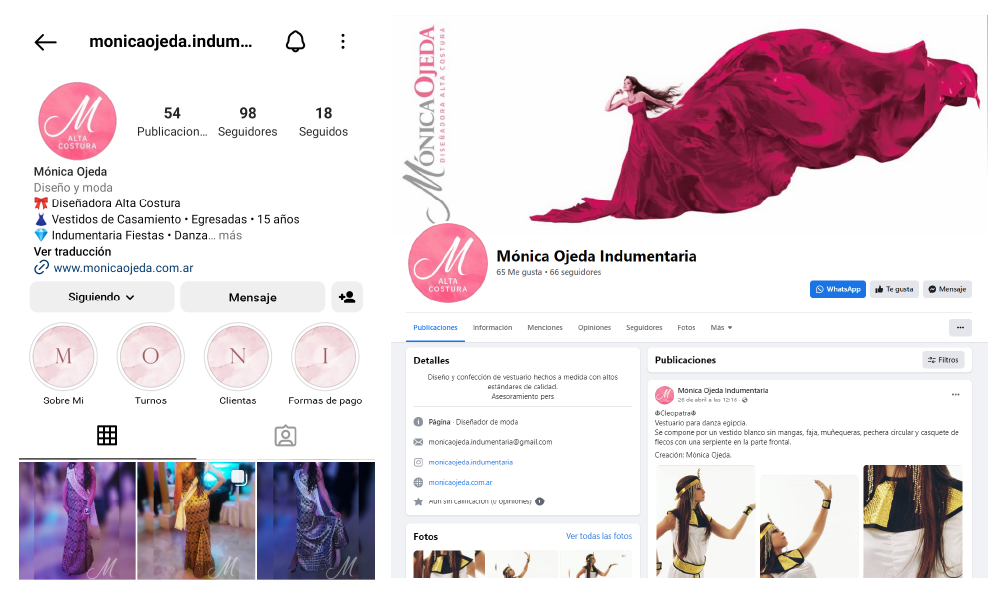 monicaojeda.indum...
54
98
18
Publicacion...
Seguidores
Seguidos
M
ALTA
COSTURA
Mónica Ojeda
Diseño y moda
🎀 Diseñadora Alta Costura
👗 Vestidos de Casamiento • Egresadas • 15 años
💎 Indumentaria Fiestas • Danza... más
Ver traducción
www.monicaojeda.com.ar
Siguiendo
Mensaje
M
O
N
I
Sobre Mi
Turnos
Clientas
Formas de pago
M
M
MÓNICAOJEDA
DISEÑADORA ALTA COSTURA
M
ALTA
COSTURA
Mónica Ojeda Indumentaria
65 Me gusta • 66 seguidores
WhatsApp
Te gusta
Mensaje
Publicaciones
Información
Menciones
Opiniones
Seguidores
Fotos
Más
Detalles
Diseño y confección de vestuario hechos a medida con altos
estándares de calidad.
Asesoramiento pers
Página · Diseñador de moda
monicaojeda.indumentaria@gmail.com
monicaojeda.indumentaria
monicaojeda.com.ar
Aún sin calificación (0 opiniones)
Fotos
Ver todas las fotos
Publicaciones
Filtros
Mónica Ojeda Indumentaria
26 de abril a las 12:16 ·
Cleopatra
Vestuario para danza egipcia.
Se compone por un vestido blanco sin mangas, faja, muñequeras, pechera circular y casquete de
flecos con una serpiente en la parte frontal.
Creación: Mónica Ojeda.